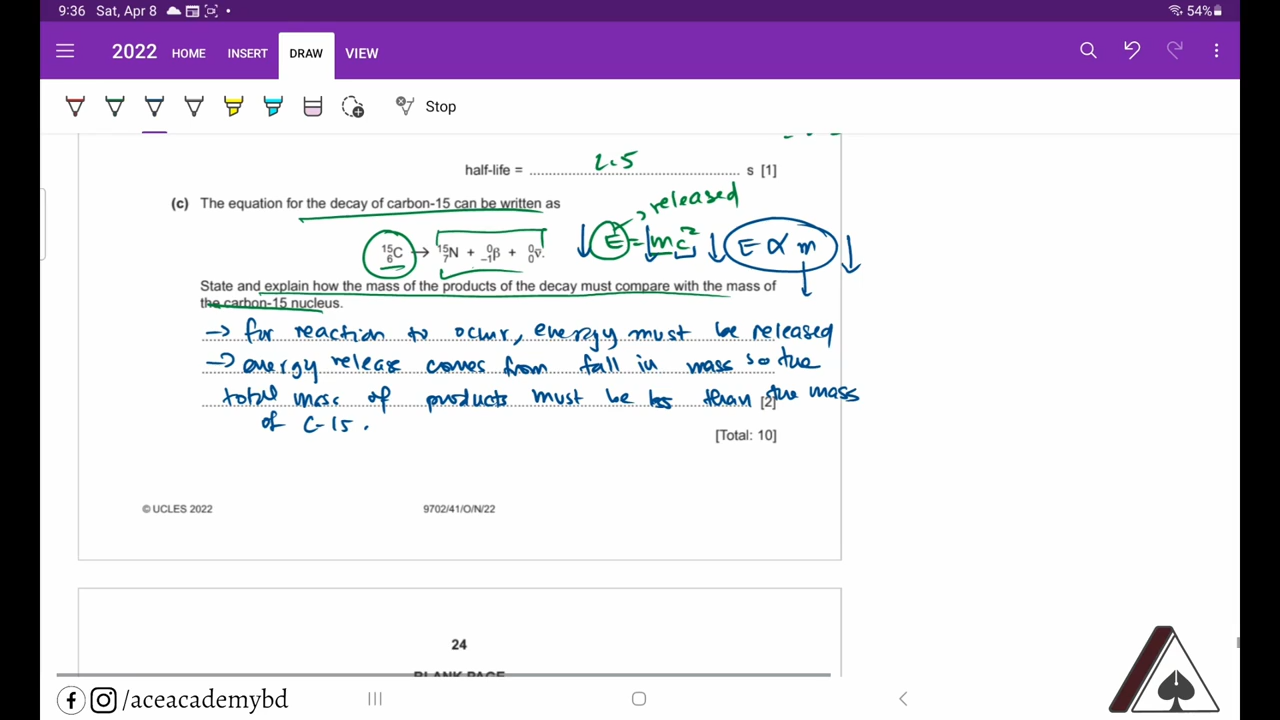 9:36 Sat, Apr 8 54%
2022 HOME INSERT DRAW VIEW
Stop
half-life = 2.5 s [1]
released
(c) The equation for the decay of carbon-15 can be written as
¹⁵₆C → ¹⁵₇N + ⁰₋₁β + ⁰₀ν̅.
E = mc²
E ∝ m
State and explain how the mass of the products of the decay must compare with the mass of
the carbon-15 nucleus.
→ for reaction to occur, energy must be released
→ energy release comes from fall in mass so the
total mass of products must be less than the mass
[2]
of C-15.
[Total: 10]
© UCLES 2022 9702/41/O/N/22
24
BLANK PAGE
/aceacademybd